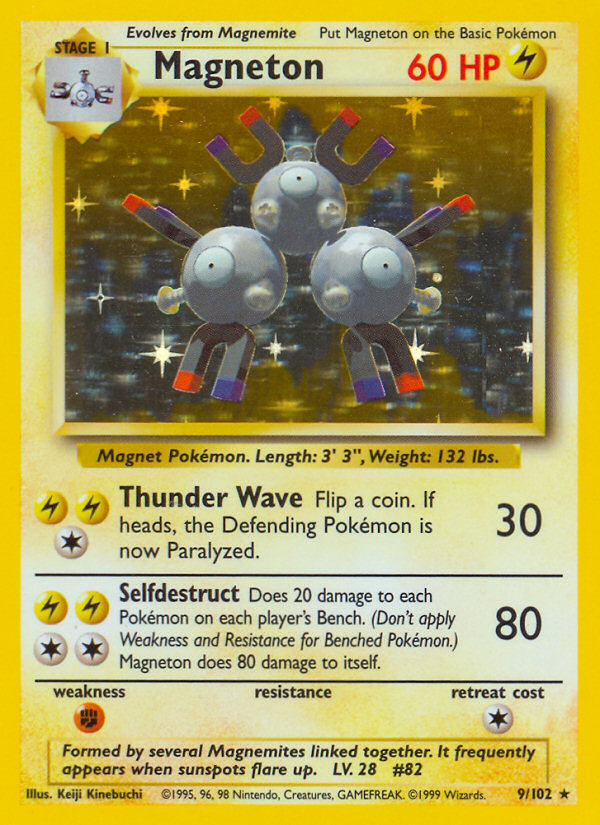 Evolves from Magnemite Put Magneton on the Basic Pokémon
STAGE 1
Magneton 60 HP
Magnet Pokémon. Length: 3' 3", Weight: 132 lbs.
Thunder Wave Flip a coin. If
heads, the Defending Pokémon is
now Paralyzed.
30
Selfdestruct Does 20 damage to each
Pokémon on each player's Bench. (Don't apply
Weakness and Resistance for Benched Pokémon.)
Magneton does 80 damage to itself.
80
weakness resistance retreat cost
Formed by several Magnemites linked together. It frequently
appears when sunspots flare up. LV. 28 #82
Illus. Keiji Kinebuchi ©1995, 96, 98 Nintendo, Creatures, GAMEFREAK. ©1999 Wizards. 9/102 ★